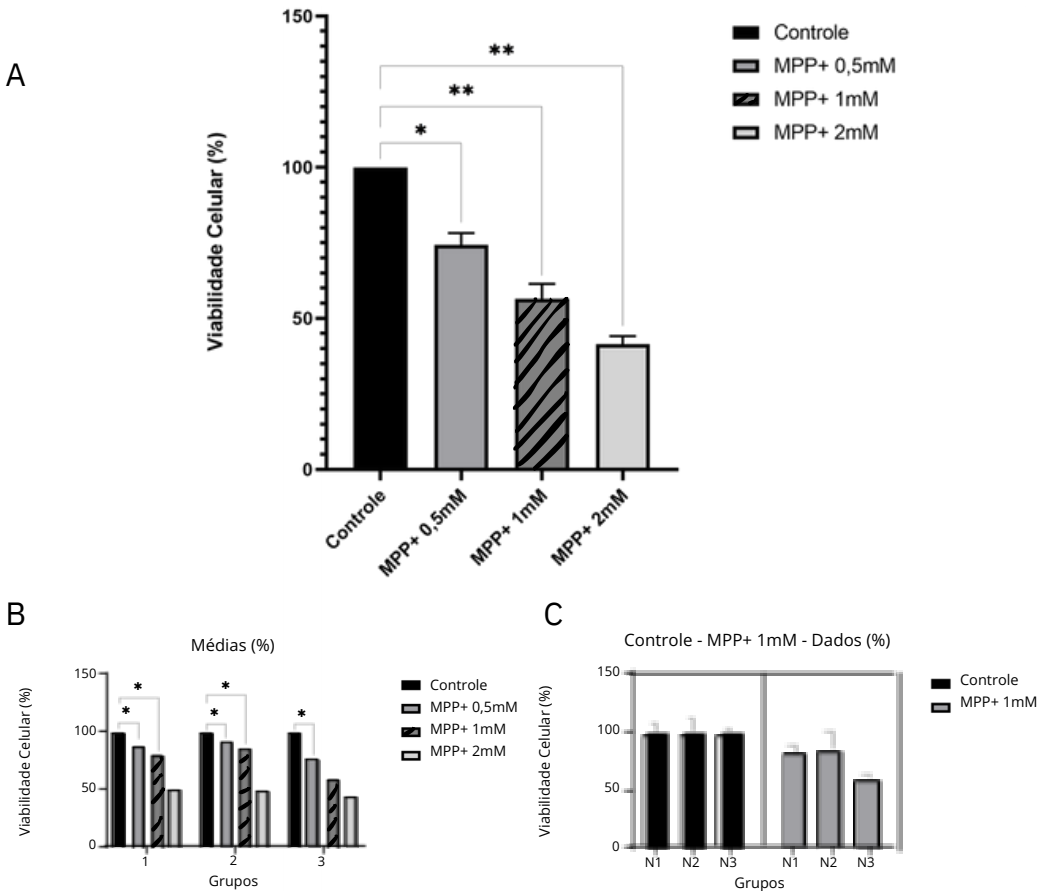 A
150
100
50
0
Viabilidade Celular (%)
**
**
*
Controle
MPP+ 0,5mM
MPP+ 1mM
MPP+ 2mM
Controle
MPP+ 0,5mM
MPP+ 1mM
MPP+ 2mM
B
Médias (%)
150
100
50
0
Viabilidade Celular (%)
*
*
*
*
*
1
2
3
Grupos
Controle
MPP+ 0,5mM
MPP+ 1mM
MPP+ 2mM
C
Controle - MPP+ 1mM - Dados (%)
150
100
50
0
Viabilidade Celular (%)
N1 N2 N3 N1 N2 N3
Grupos
Controle
MPP+ 1mM